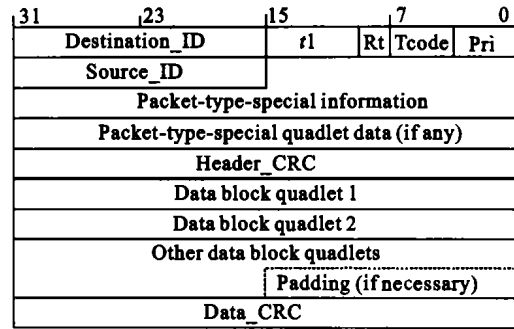 31 23 15 7 0
Destination_ID t1 Rt Tcode Pri
Source_ID
Packet-type-special information
Packet-type-special quadlet data (if any)
Header_CRC
Data block quadlet 1
Data block quadlet 2
Other data block quadlets
Padding (if necessary)
Data_CRC